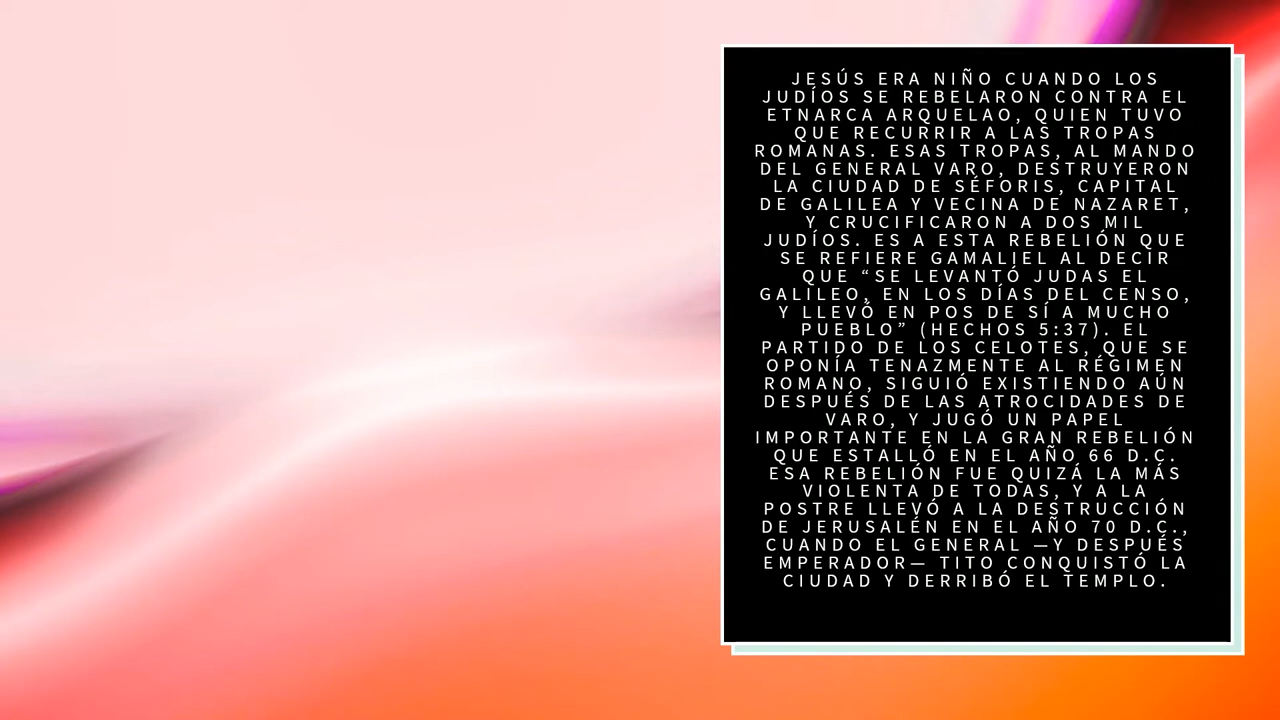 JESÚS ERA NIÑO CUANDO LOS
JUDÍOS SE REBELARON CONTRA EL
ETNARCA ARQUELAO, QUIEN TUVO
QUE RECURRIR A LAS TROPAS
ROMANAS. ESAS TROPAS, AL MANDO
DEL GENERAL VARO, DESTRUYERON
LA CIUDAD DE SÉFORIS, CAPITAL
DE GALILEA Y VECINA DE NAZARET,
Y CRUCIFICARON A DOS MIL
JUDÍOS. ES A ESTA REBELIÓN QUE
SE REFIERE GAMALIEL AL DECIR
QUE “SE LEVANTÓ JUDAS EL
GALILEO, EN LOS DÍAS DEL CENSO,
Y LLEVÓ EN POS DE SÍ A MUCHO
PUEBLO” (HECHOS 5:37). EL
PARTIDO DE LOS CELOTES, QUE SE
OPONÍA TENAZMENTE AL RÉGIMEN
ROMANO, SIGUIÓ EXISTIENDO AÚN
DESPUÉS DE LAS ATROCIDADES DE
VARO, Y JUGÓ UN PAPEL
IMPORTANTE EN LA GRAN REBELIÓN
QUE ESTALLÓ EN EL AÑO 66 D.C.
ESA REBELIÓN FUE QUIZÁ LA MÁS
VIOLENTA DE TODAS, Y A LA
POSTRE LLEVÓ A LA DESTRUCCIÓN
DE JERUSALÉN EN EL AÑO 70 D.C.,
CUANDO EL GENERAL —Y DESPUÉS
EMPERADOR— TITO CONQUISTÓ LA
CIUDAD Y DERRIBÓ EL TEMPLO.